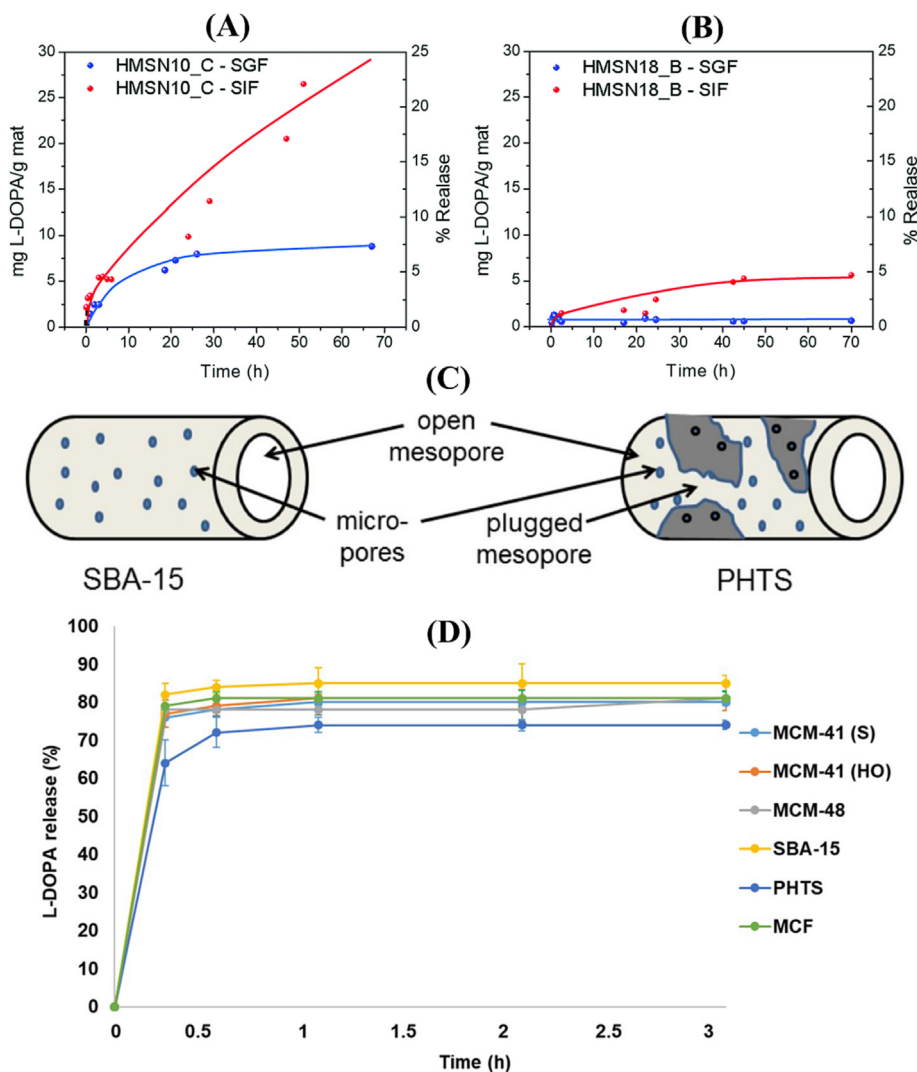 (A)
30
25
20
15
10
5
0
mg L-DOPA/g mat
HMSN10_C - SGF
HMSN10_C - SIF
25
20
15
10
5
0
% Realase
0 10 20 30 40 50 60 70
Time (h)
(B)
30
25
20
15
10
5
0
mg L-DOPA/g mat
HMSN18_B - SGF
HMSN18_B - SIF
25
20
15
10
5
0
% Realase
0 10 20 30 40 50 60 70
Time (h)
(C)
open
mesopore
micro-
pores
plugged
mesopore
SBA-15
PHTS
(D)
100
90
80
70
60
50
40
30
20
10
0
L-DOPA release (%)
0 0.5 1 1.5 2 2.5 3
Time (h)
MCM-41 (S)
MCM-41 (HO)
MCM-48
SBA-15
PHTS
MCF